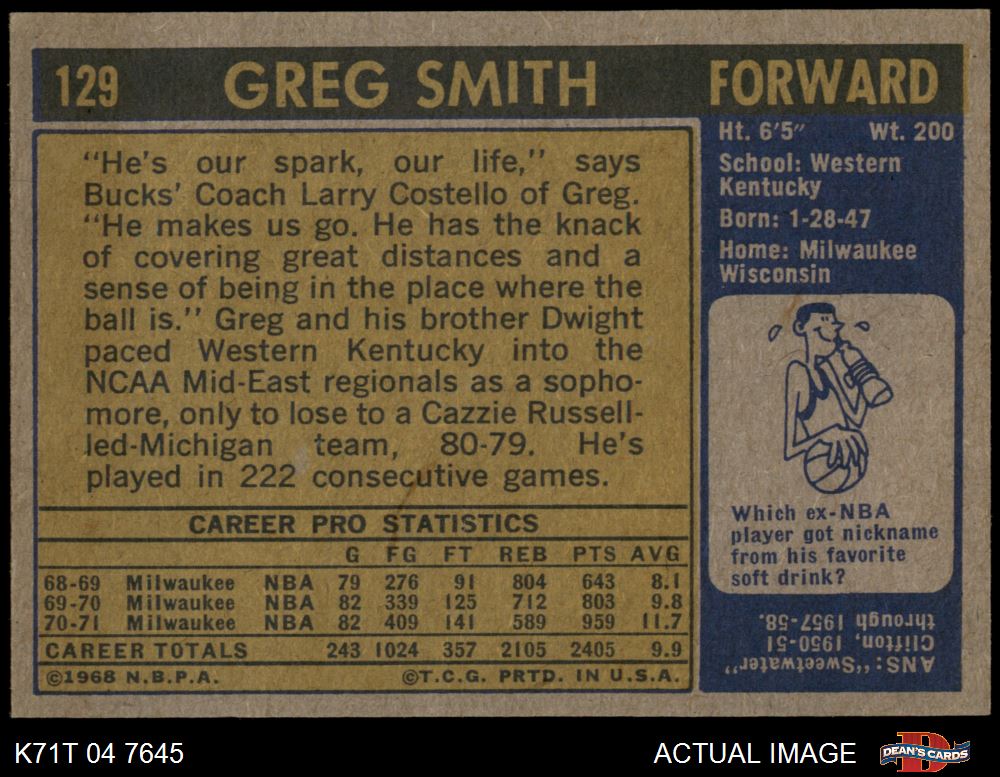 129 GREG SMITH FORWARD
"He's our spark, our life," says
Bucks' Coach Larry Costello of Greg.
"He makes us go. He has the knack
of covering great distances and a
sense of being in the place where the
ball is." Greg and his brother Dwight
paced Western Kentucky into the
NCAA Mid-East regionals as a sopho-
more, only to lose to a Cazzie Russell-
led-Michigan team, 80-79. He's
played in 222 consecutive games.
CAREER PRO STATISTICS
G FG FT REB PTS AVG
68-69 Milwaukee NBA 79 276 91 804 643 8.1
69-70 Milwaukee NBA 82 339 125 712 803 9.8
70-71 Milwaukee NBA 82 409 141 589 959 11.7
CAREER TOTALS 243 1024 357 2105 2405 9.9
©1968 N.B.P.A. ©T.C.G. PRTD. IN U.S.A.
Ht. 6'5" Wt. 200
School: Western
Kentucky
Born: 1-28-47
Home: Milwaukee
Wisconsin
Which ex-NBA
player got nickname
from his favorite
soft drink?
ANS: "Sweetwater"
Clifton, 1950-51
through 1957-58.
K71T 04 7645 ACTUAL IMAGE DEAN'S CARDS